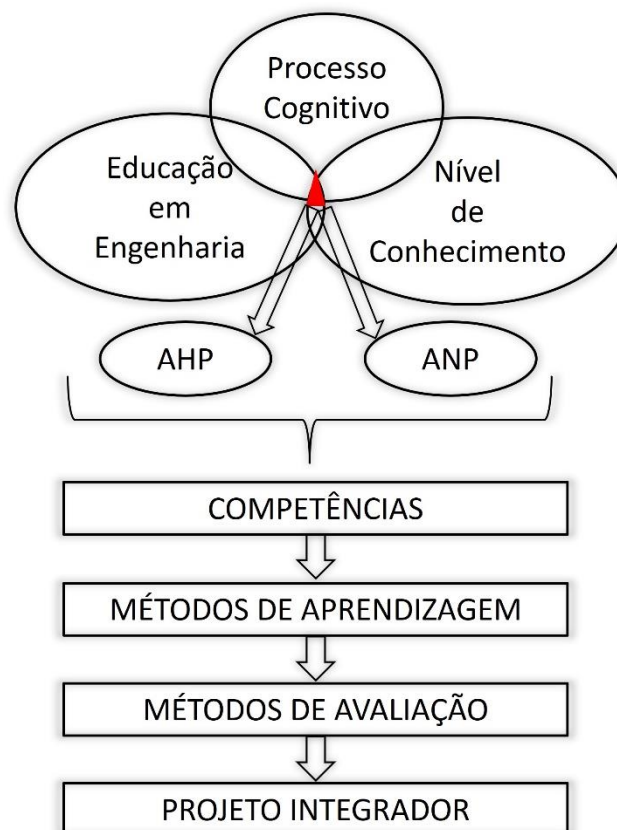 Processo
Cognitivo
Educação
em
Engenharia
Nível
de
Conhecimento
AHP
ANP
COMPETÊNCIAS
MÉTODOS DE APRENDIZAGEM
MÉTODOS DE AVALIAÇÃO
PROJETO INTEGRADOR